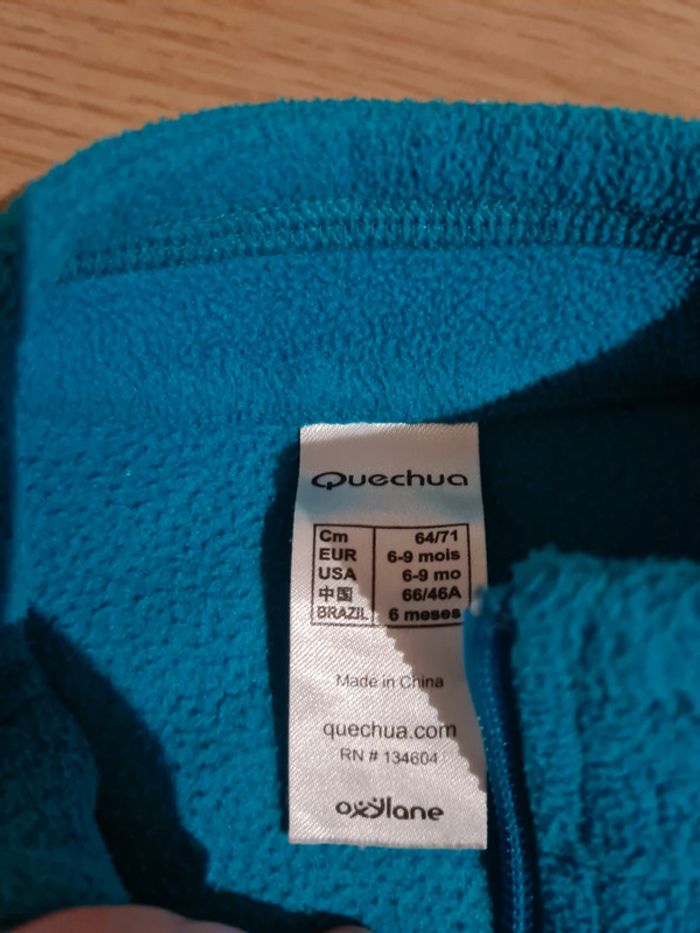 Quechua
Cm 64/71
EUR 6-9 mois
USA 6-9 mo
中国 66/46A
BRAZIL 6 meses
Made in China
quechua.com
RN # 134604
oxylane